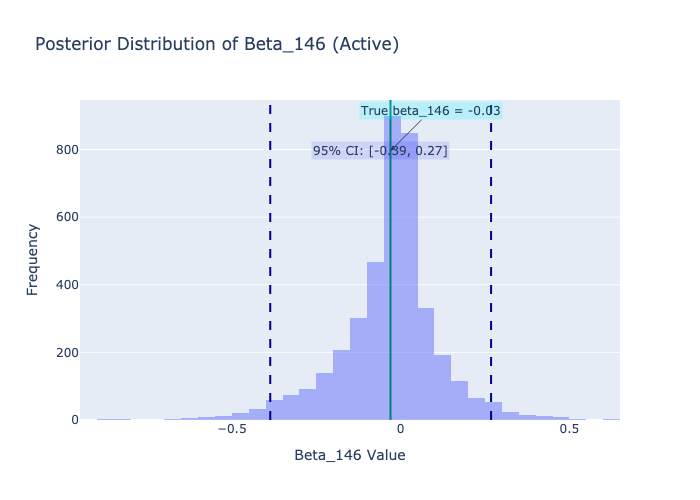 Posterior Distribution of Beta_146 (Active)
True beta_146 = -0.03
95% CI: [-0.39, 0.27]
800
600
400
200
0
Frequency
−0.5
0
0.5
Beta_146 Value